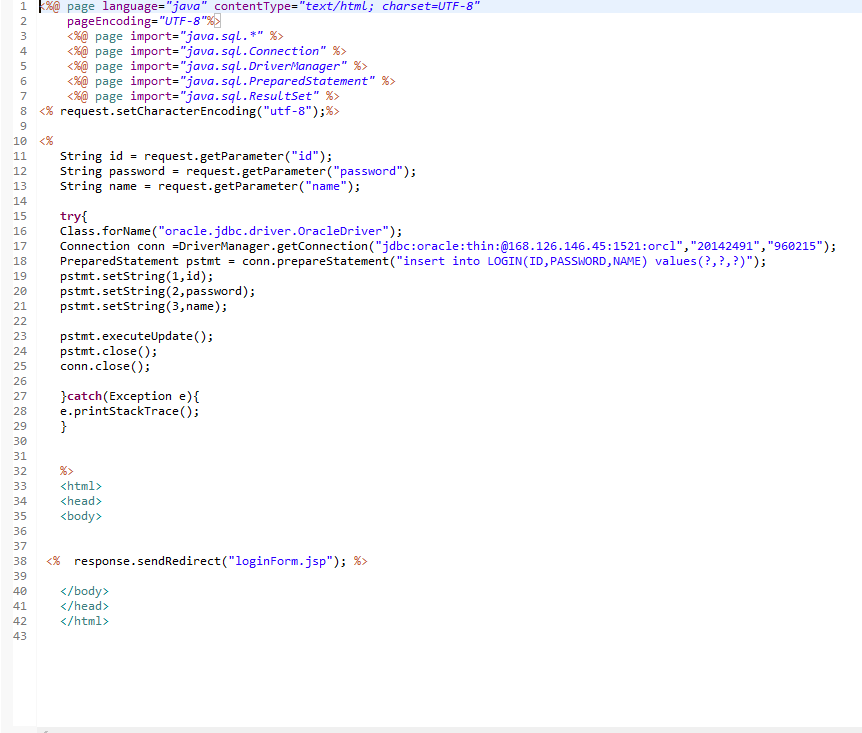 1 <%@ page language="java" contentType="text/html; charset=UTF-8"
2 pageEncoding="UTF-8"%>
3 <%@ page import="java.sql.*" %>
4 <%@ page import="java.sql.Connection" %>
5 <%@ page import="java.sql.DriverManager" %>
6 <%@ page import="java.sql.PreparedStatement" %>
7 <%@ page import="java.sql.ResultSet" %>
8 <% request.setCharacterEncoding("utf-8");%>
9
10 <%
11 String id = request.getParameter("id");
12 String password = request.getParameter("password");
13 String name = request.getParameter("name");
14
15 try{
16 Class.forName("oracle.jdbc.driver.OracleDriver");
17 Connection conn =DriverManager.getConnection("jdbc:oracle:thin:@168.126.146.45:1521:orcl","20142491","960215");
18 PreparedStatement pstmt = conn.prepareStatement("insert into LOGIN(ID,PASSWORD,NAME) values(?,?,?)");
19 pstmt.setString(1,id);
20 pstmt.setString(2,password);
21 pstmt.setString(3,name);
22
23 pstmt.executeUpdate();
24 pstmt.close();
25 conn.close();
26
27 }catch(Exception e){
28 e.printStackTrace();
29 }
30
31
32 %>
33 <html>
34 <head>
35 <body>
36
37
38 <% response.sendRedirect("loginForm.jsp"); %>
39
40 </body>
41 </head>
42 </html>
43